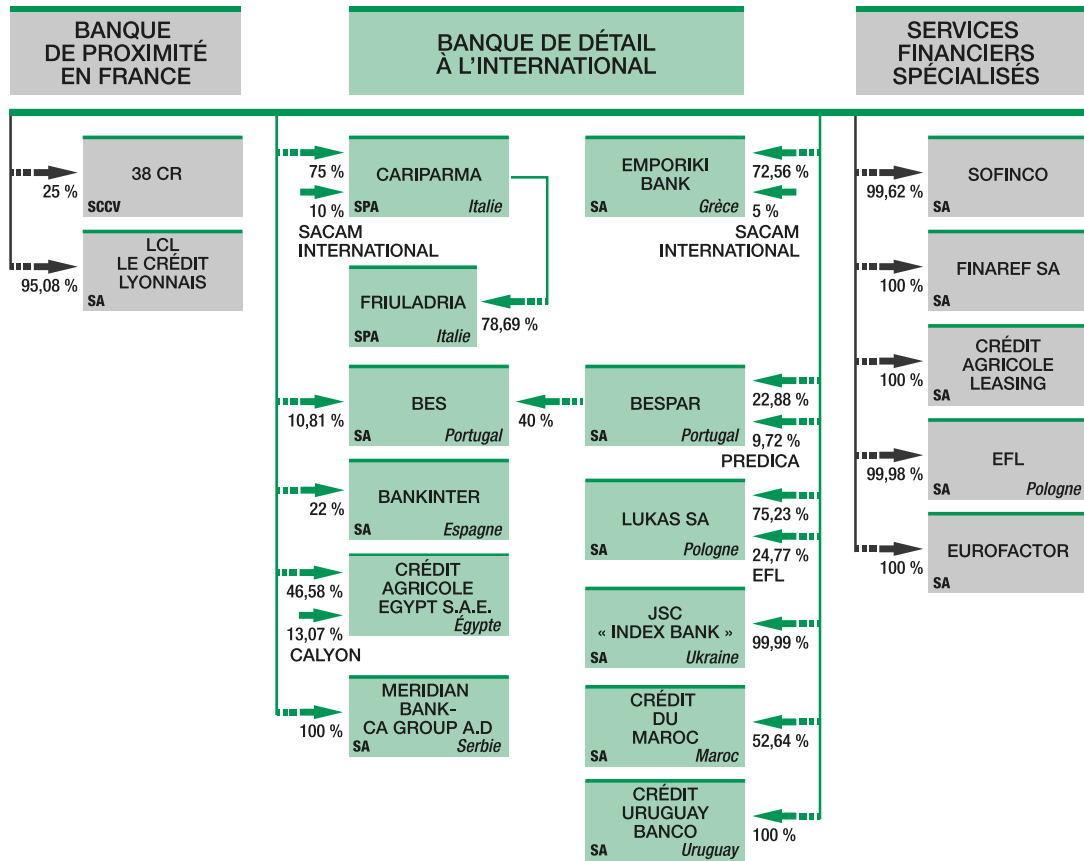 BANQUE
DE PROXIMITÉ
EN FRANCE
BANQUE DE DÉTAIL
À L'INTERNATIONAL
SERVICES
FINANCIERS
SPÉCIALISÉS
38 CR
SCCV
25 %
LCL
LE CRÉDIT
LYONNAIS
SA
95,08 %
75 %
CARIPARMA
SPA Italie
10 %
SACAM
INTERNATIONAL
FRIULADRIA
SPA Italie
78,69 %
10,81 %
BES
SA Portugal
40 %
22 %
BANKINTER
SA Espagne
46,58 %
CRÉDIT
AGRICOLE
EGYPT S.A.E.
Égypte
13,07 %
CALYON
100 %
MERIDIAN
BANK-
CA GROUP A.D
SA Serbie
EMPORIKI
BANK
SA Grèce
72,56 %
5 %
SACAM
INTERNATIONAL
BESPAR
SA Portugal
22,88 %
9,72 %
PREDICA
LUKAS SA
SA Pologne
75,23 %
24,77 %
EFL
JSC
« INDEX BANK »
SA Ukraine
99,99 %
CRÉDIT
DU
MAROC
SA Maroc
52,64 %
CRÉDIT
URUGUAY
BANCO
SA Uruguay
100 %
99,62 %
SOFINCO
SA
100 %
FINAREF SA
SA
100 %
CRÉDIT
AGRICOLE
LEASING
SA
99,98 %
EFL
SA Pologne
100 %
EUROFACTOR
SA